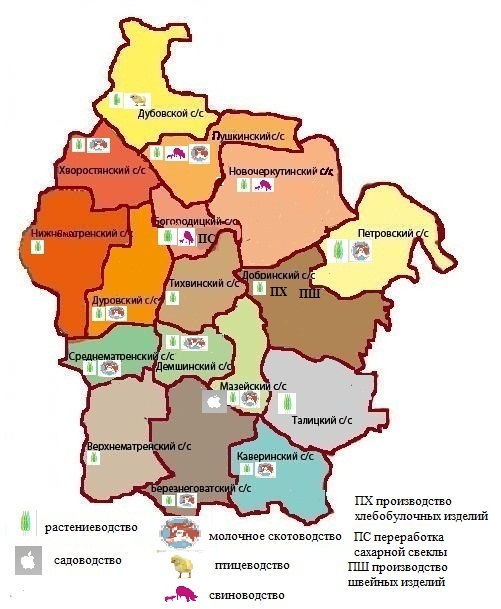 Дубовской с/с
Пушкинский/с
Хворостянский с/с
Новочеркутинский с/с
Богородицкий с/с
ПС
Нижнематренский с/с
Петровский с/с
Добринский с/с
Тихвинский с/с
ПХ ПШ
Дуровский с/с
Среднематренский с/с
Демшинский с/с
Мазейский с/с
Талицкий с/с
Верхнематренский с/с
Каверинский с/с
Березнеговатский с/с
растениеводство
молочное скотоводство
садоводство
птицеводство
свиноводство
ПХ производство
хлебобулочных изделий
ПС переработка
сахарной свеклы
ПШ производство
швейных изделий